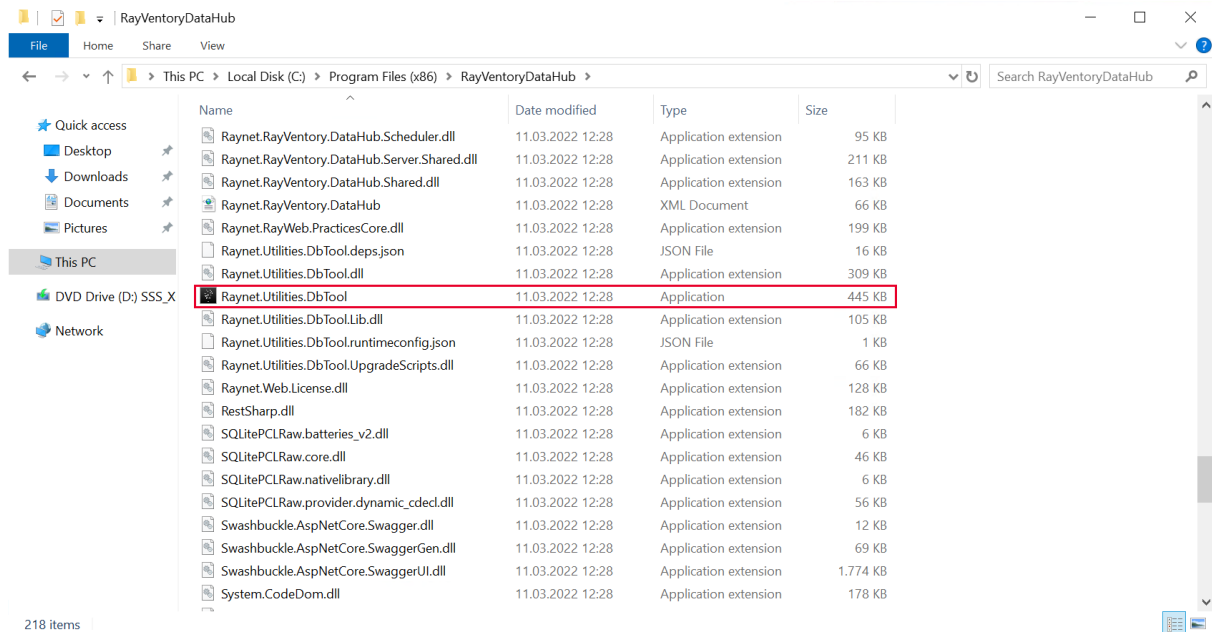 RayVentoryDataHub
File Home Share View
This PC Local Disk (C:) Program Files (x86) RayVentoryDataHub Search RayVentoryDataHub
Name Date modified Type Size
Quick access
Desktop
Downloads
Documents
Pictures
This PC
DVD Drive (D:) SSS_X
Network
Raynet.RayVentory.DataHub.Scheduler.dll 11.03.2022 12:28 Application extension 95 KB
Raynet.RayVentory.DataHub.Server.Shared.dll 11.03.2022 12:28 Application extension 211 KB
Raynet.RayVentory.DataHub.Shared.dll 11.03.2022 12:28 Application extension 163 KB
Raynet.RayVentory.DataHub 11.03.2022 12:28 XML Document 66 KB
Raynet.RayWeb.PracticesCore.dll 11.03.2022 12:28 Application extension 199 KB
Raynet.Utilities.DbTool.deps.json 11.03.2022 12:28 JSON File 16 KB
Raynet.Utilities.DbTool.dll 11.03.2022 12:28 Application extension 309 KB
Raynet.Utilities.DbTool 11.03.2022 12:28 Application 445 KB
Raynet.Utilities.DbTool.Lib.dll 11.03.2022 12:28 Application extension 105 KB
Raynet.Utilities.DbTool.runtimeconfig.json 11.03.2022 12:28 JSON File 1 KB
Raynet.Utilities.DbTool.UpgradeScripts.dll 11.03.2022 12:28 Application extension 66 KB
Raynet.Web.License.dll 11.03.2022 12:28 Application extension 128 KB
RestSharp.dll 11.03.2022 12:28 Application extension 182 KB
SQLitePCLRaw.batteries_v2.dll 11.03.2022 12:28 Application extension 6 KB
SQLitePCLRaw.core.dll 11.03.2022 12:28 Application extension 46 KB
SQLitePCLRaw.nativelibrary.dll 11.03.2022 12:28 Application extension 6 KB
SQLitePCLRaw.provider.dynamic_cdecl.dll 11.03.2022 12:28 Application extension 56 KB
Swashbuckle.AspNetCore.Swagger.dll 11.03.2022 12:28 Application extension 12 KB
Swashbuckle.AspNetCore.SwaggerGen.dll 11.03.2022 12:28 Application extension 69 KB
Swashbuckle.AspNetCore.SwaggerUI.dll 11.03.2022 12:28 Application extension 1.774 KB
System.CodeDom.dll 11.03.2022 12:28 Application extension 178 KB
218 items